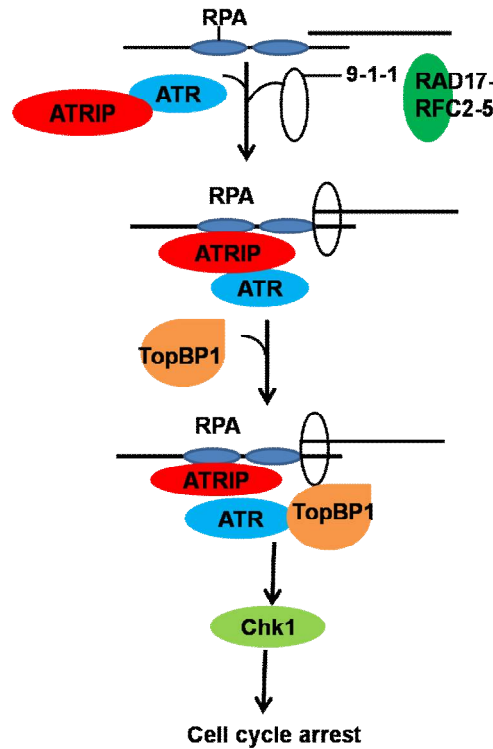 RPA
9-1-1
RAD17-
RFC2-5
ATR
ATRIP
RPA
ATRIP
ATR
TopBP1
RPA
ATRIP
ATR
TopBP1
Chk1
Cell cycle arrest